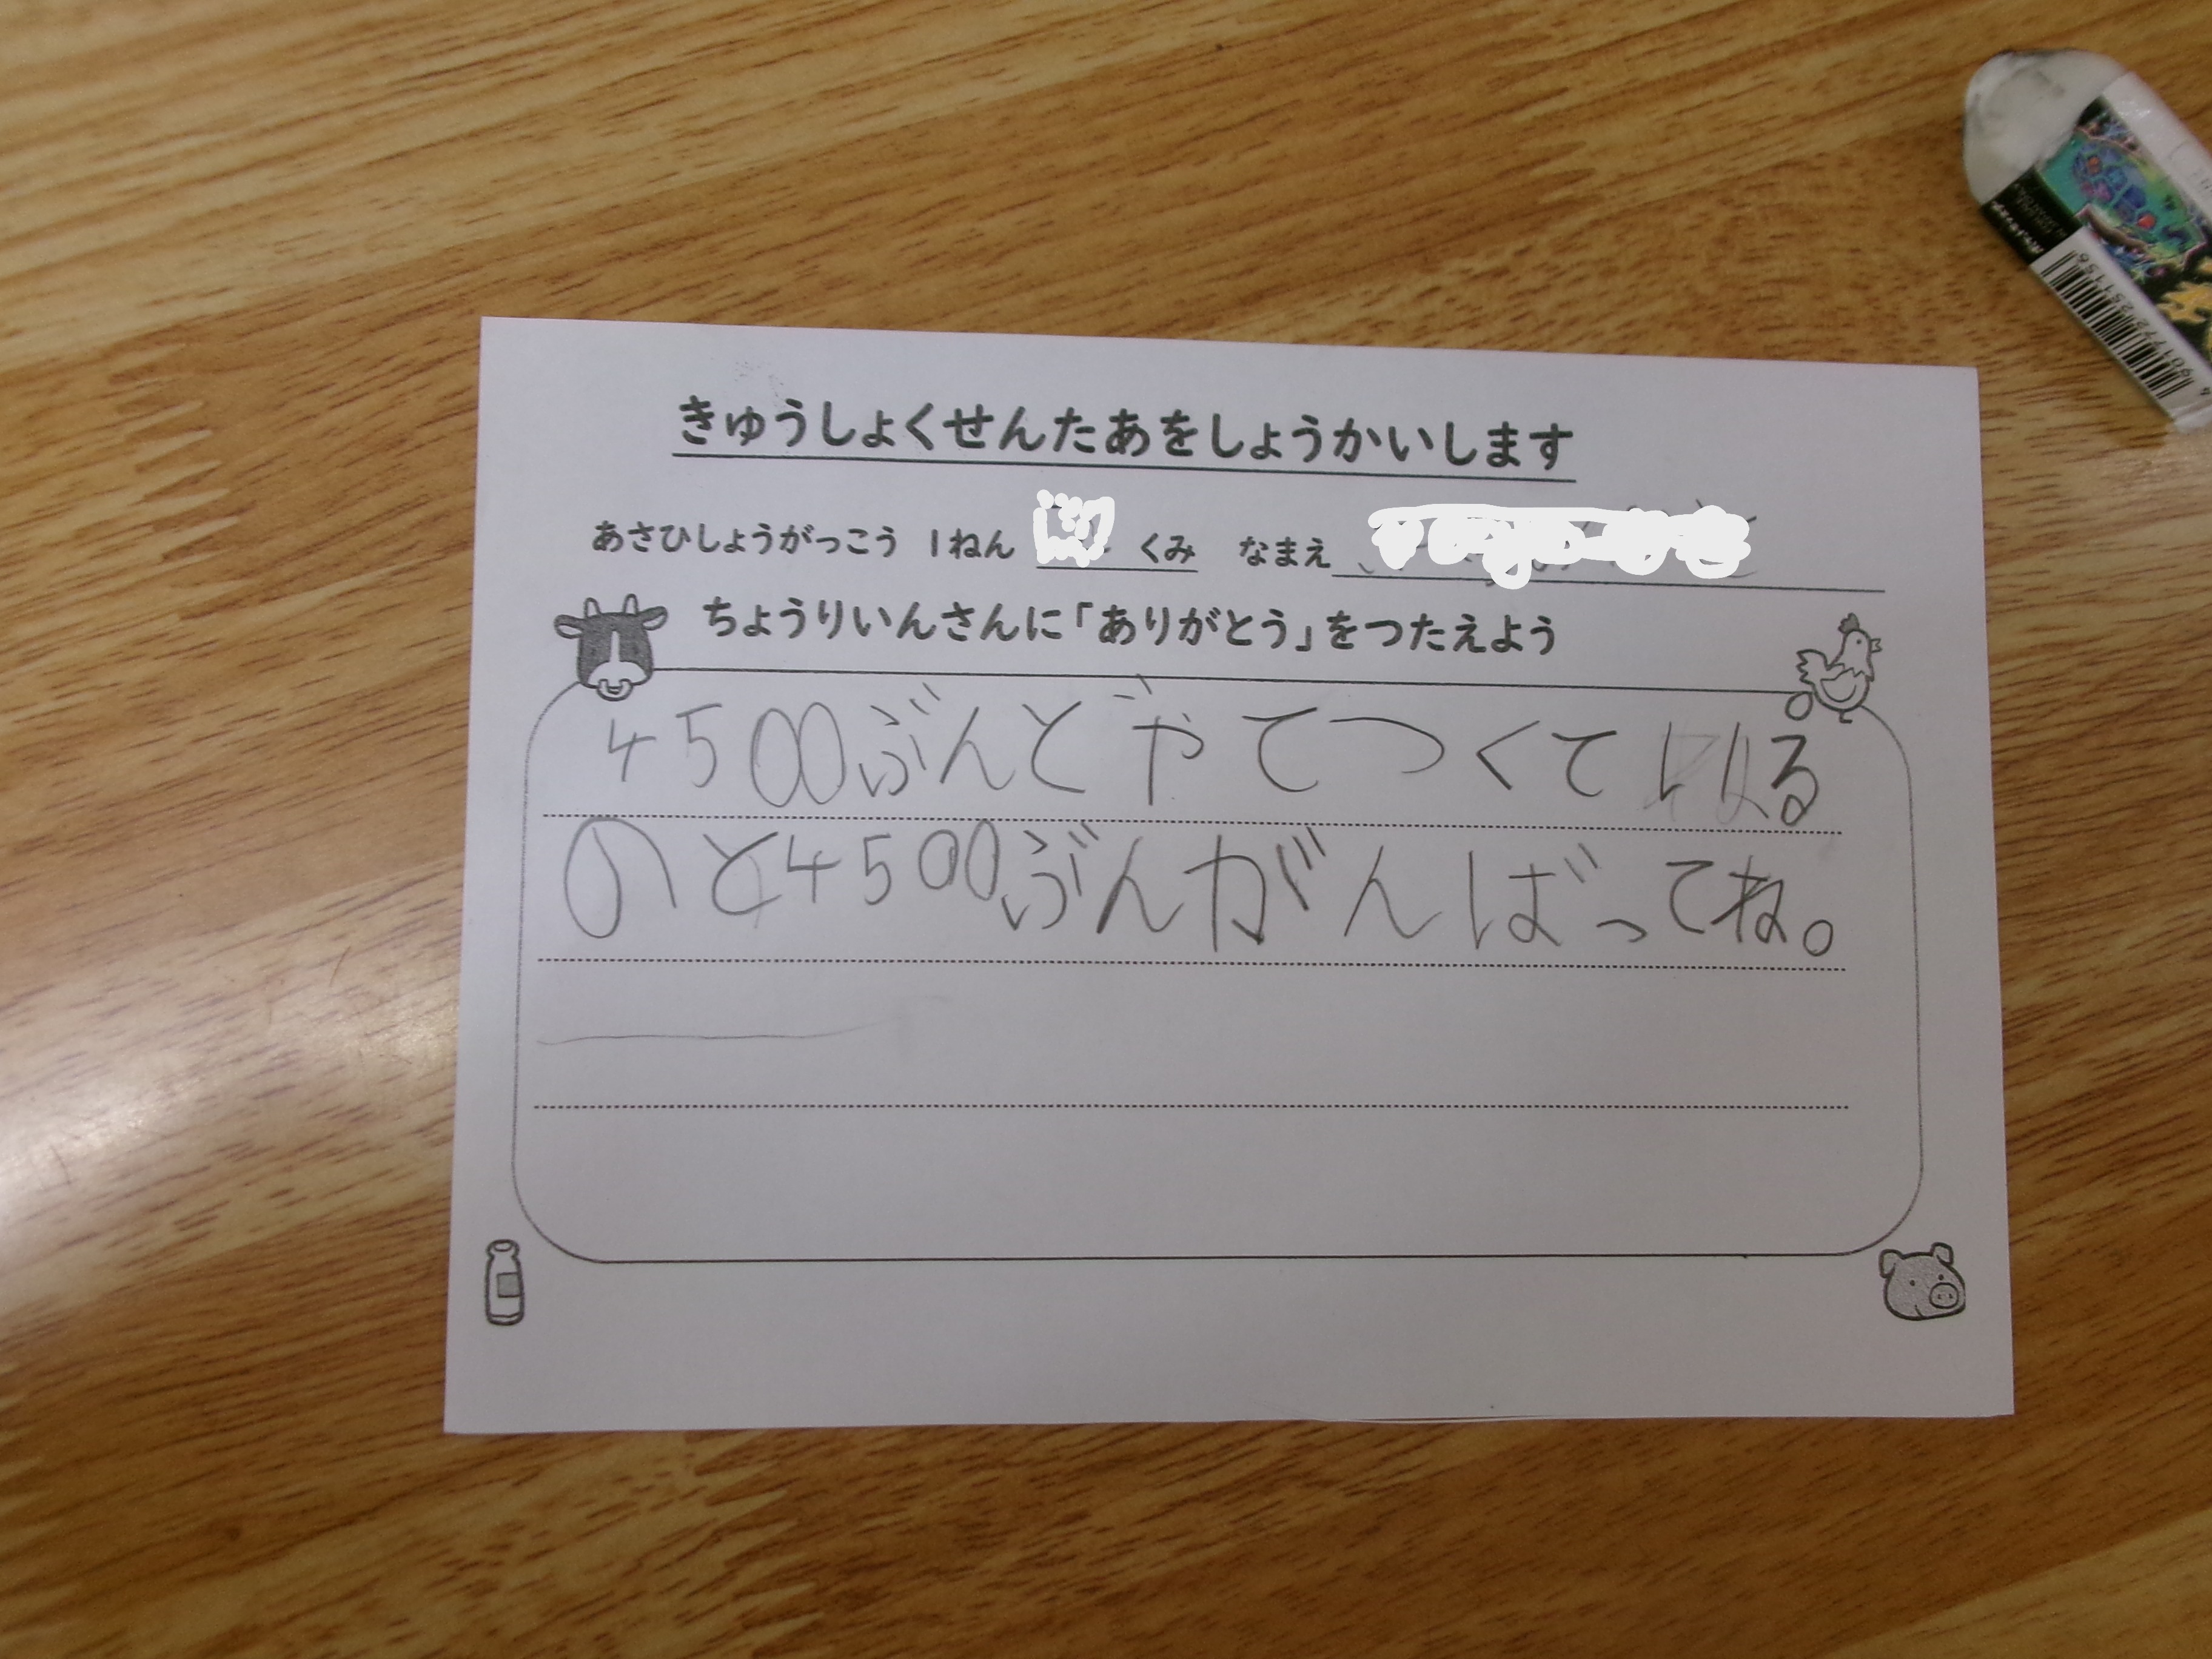 きゅうしょくせんたあをしょうかいします
あさひしょうがっこう 1ねん くみ なまえ
ちょうりいんさんに「ありがとう」をつたえよう
4500ぶんどやてつくている
のと4500ぶんがんばってね。